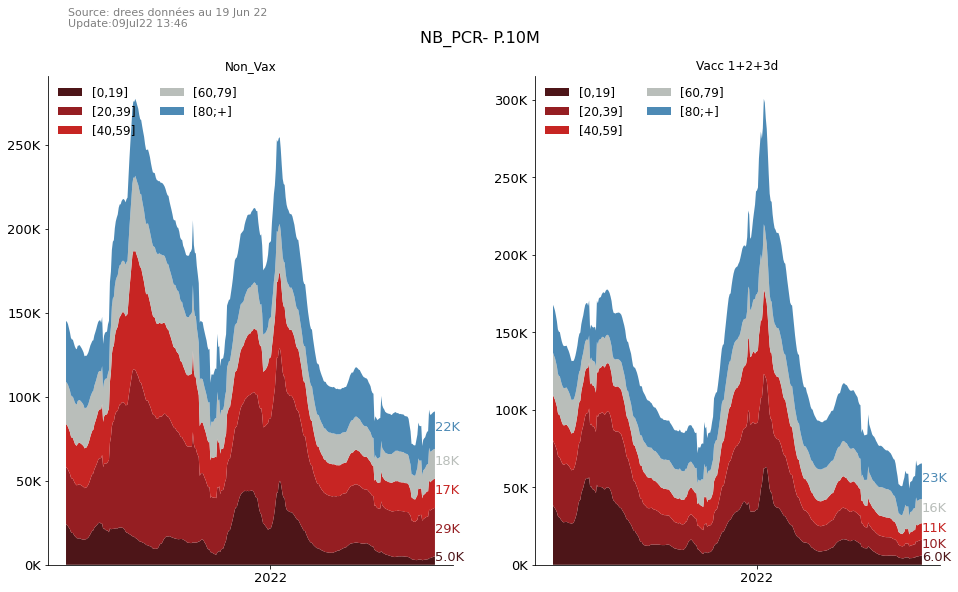 Source: drees données au 19 Jun 22
Update:09Jul22 13:46
NB_PCR- P.10M
Non_Vax
[0,19]
[20,39]
[40,59]
[60,79]
[80;+]
250K
200K
150K
100K
50K
0K
22K
18K
17K
29K
5.0K
2022
Vacc 1+2+3d
[0,19]
[20,39]
[40,59]
[60,79]
[80;+]
300K
250K
200K
150K
100K
50K
0K
23K
16K
11K
10K
6.0K
2022